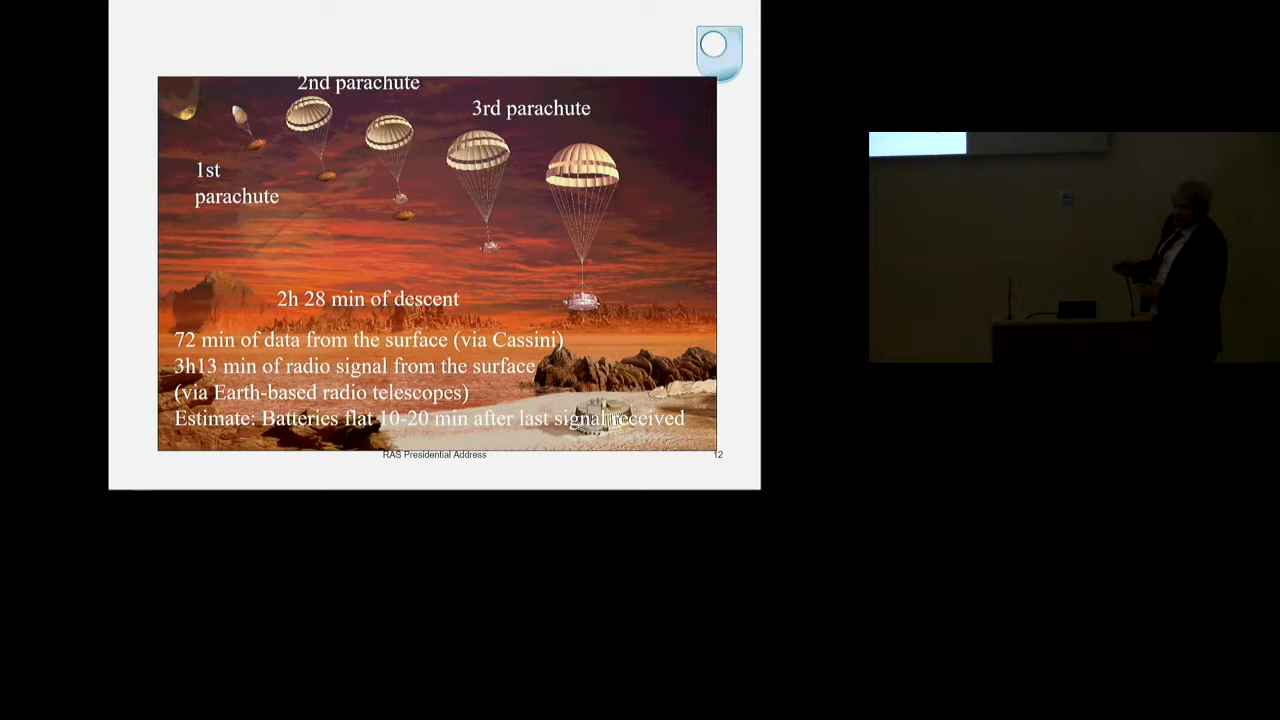 2nd parachute
3rd parachute
1st
parachute
2h 28 min of descent
72 min of data from the surface (via Cassini)
3h13 min of radio signal from the surface
(via Earth-based radio telescopes)
Estimate: Batteries flat 10-20 min after last signal received
RAS Presidential Address
12